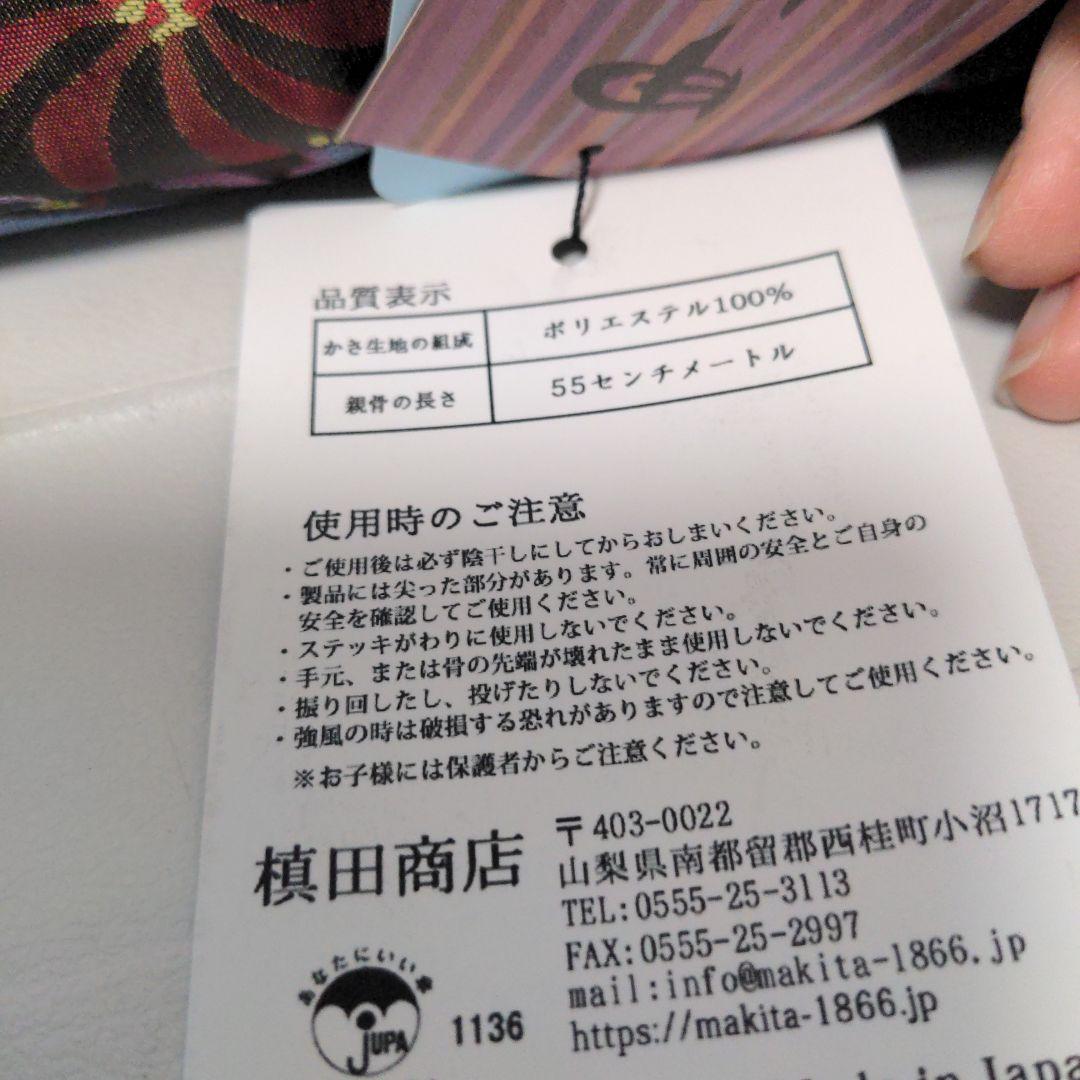 品質表示
かさ生地の組成 ポリエステル100%
親骨の長さ 55センチメートル
使用時のご注意
・ご使用後は必ず陰干しにしてからおしまいください。
・製品には尖った部分があります。常に周囲の安全とご自身の
安全を確認してご使用ください。
・ステッキがわりに使用しないでください。
・手元、または骨の先端が壊れたまま使用しないでください。
・振り回したし、投げたりしないでください。
・強風の時は破損する恐れがありますので注意してご使用ください。
※お子様には保護者からご注意ください。
槙田商店
〒403-0022
山梨県南都留郡西桂町小沼1717
TEL:0555-25-3113
FAX:0555-25-2997
mail:info@makita-1866.jp
https://makita-1866.jp
あなたにいい傘
JUPA
1136
in Japa